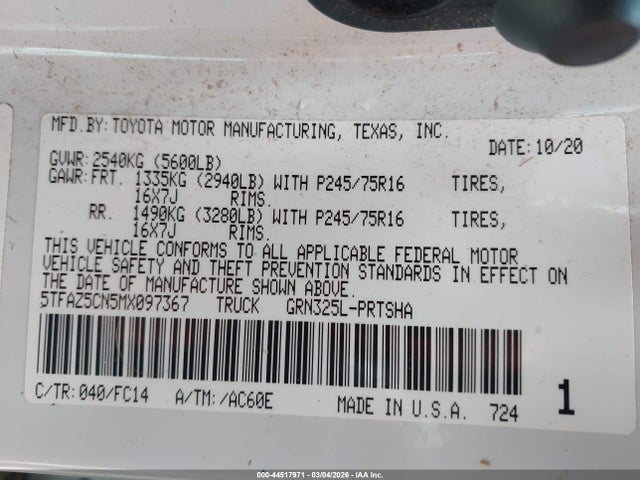 MFD.BY: TOYOTA MOTOR MANUFACTURING, TEXAS, INC.
DATE: 10/20
GVWR: 2540KG (5600LB)
GAWR: FRT. 1335KG (2940LB) WITH P245/75R16 TIRES,
16X7J RIMS.
RR. 1490KG (3280LB) WITH P245/75R16 TIRES,
16X7J RIMS.
THIS VEHICLE CONFORMS TO ALL APPLICABLE FEDERAL MOTOR
VEHICLE SAFETY AND THEFT PREVENTION STANDARDS IN EFFECT ON
THE DATE OF MANUFACTURE SHOWN ABOVE.
5TFAZ5CN5MX097367 TRUCK GRN325L-PRTSHA
C/TR: 040/FC14 A/TM: /AC60E MADE IN U.S.A. 724 1
000-44517971 - 03/04/2026 - IAA Inc.